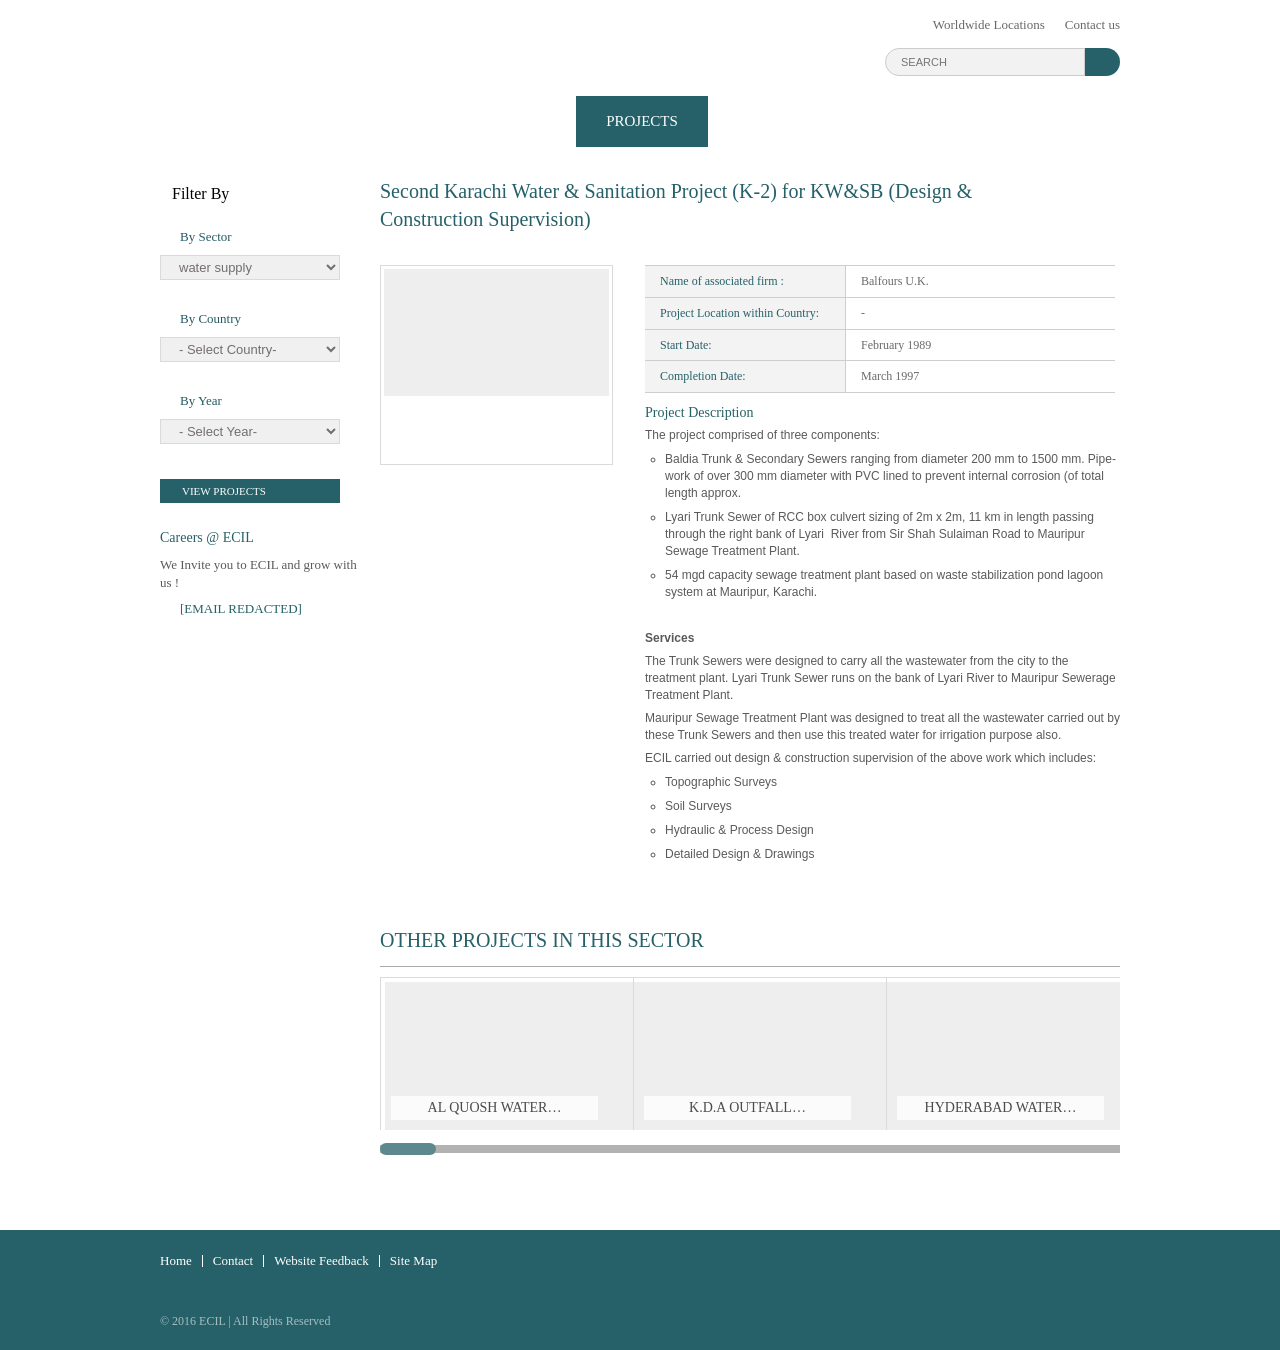 Worldwide Locations Contact us
SEARCH
PROJECTS
Filter By
By Sector
water supply
By Country
- Select Country-
By Year
- Select Year-
VIEW PROJECTS
Careers @ ECIL
We Invite you to ECIL and grow with
us !
[EMAIL REDACTED]
Second Karachi Water & Sanitation Project (K-2) for KW&SB (Design &
Construction Supervision)
Name of associated firm : Balfours U.K.
Project Location within Country: -
Start Date: February 1989
Completion Date: March 1997
Project Description
The project comprised of three components:
Baldia Trunk & Secondary Sewers ranging from diameter 200 mm to 1500 mm. Pipe-
work of over 300 mm diameter with PVC lined to prevent internal corrosion (of total
length approx.
Lyari Trunk Sewer of RCC box culvert sizing of 2m x 2m, 11 km in length passing
through the right bank of Lyari  River from Sir Shah Sulaiman Road to Mauripur
Sewage Treatment Plant.
54 mgd capacity sewage treatment plant based on waste stabilization pond lagoon
system at Mauripur, Karachi.
Services
The Trunk Sewers were designed to carry all the wastewater from the city to the
treatment plant. Lyari Trunk Sewer runs on the bank of Lyari River to Mauripur Sewerage
Treatment Plant.
Mauripur Sewage Treatment Plant was designed to treat all the wastewater carried out by
these Trunk Sewers and then use this treated water for irrigation purpose also.
ECIL carried out design & construction supervision of the above work which includes:
Topographic Surveys
Soil Surveys
Hydraulic & Process Design
Detailed Design & Drawings
OTHER PROJECTS IN THIS SECTOR
AL QUOSH WATER… K.D.A OUTFALL… HYDERABAD WATER…
Home Contact Website Feedback Site Map
© 2016 ECIL | All Rights Reserved